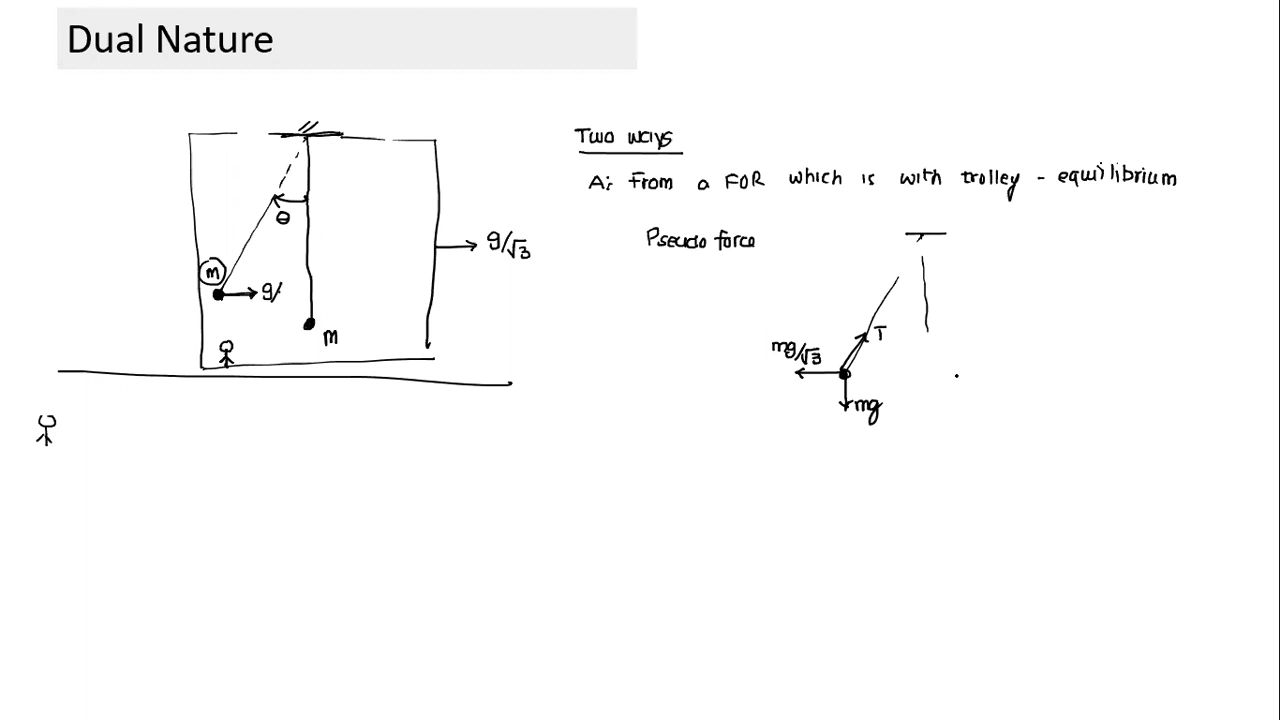 Dual Nature
Two ways
A: From a FOR which is with trolley - equilibrium
Pseudo force
θ
g/√3
m
g/
m
T
mg/√3
mg